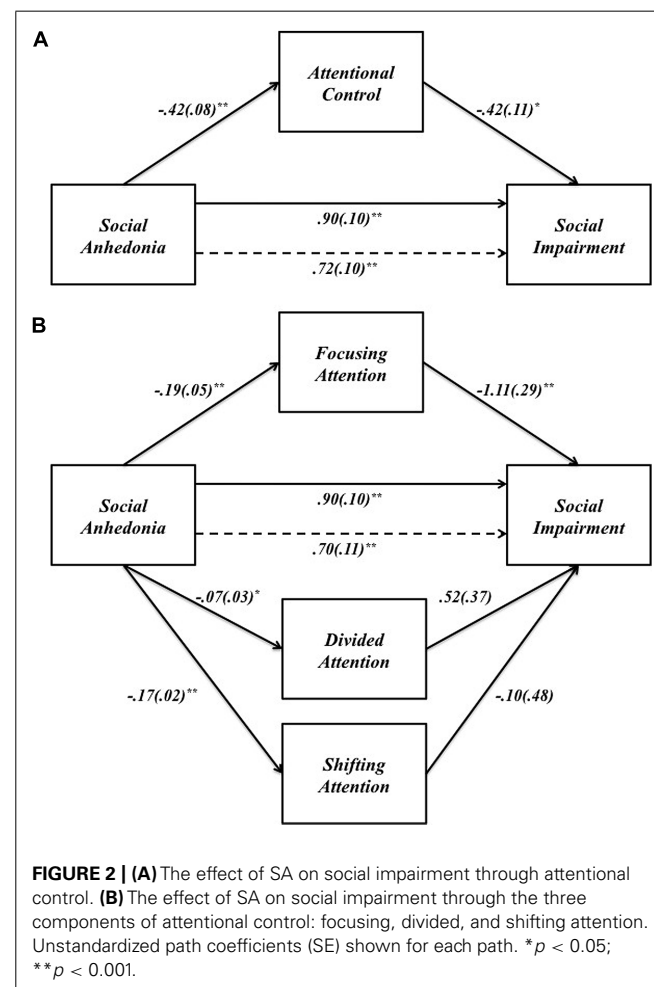 A
Attentional
Control
-.42(.08)**
-.42(.11)*
Social
Anhedonia
.90(.10)**
.72(.10)**
Social
Impairment
B
Focusing
Attention
-.19(.05)**
-1.11(.29)**
Social
Anhedonia
.90(.10)**
.70(.11)**
Social
Impairment
-.07(.03)*
.52(.37)
Divided
Attention
-.17(.02)**
-.10(.48)
Shifting
Attention
FIGURE 2 | (A) The effect of SA on social impairment through attentional
control. (B) The effect of SA on social impairment through the three
components of attentional control: focusing, divided, and shifting attention.
Unstandardized path coefficients (SE) shown for each path. *p < 0.05;
**p < 0.001.